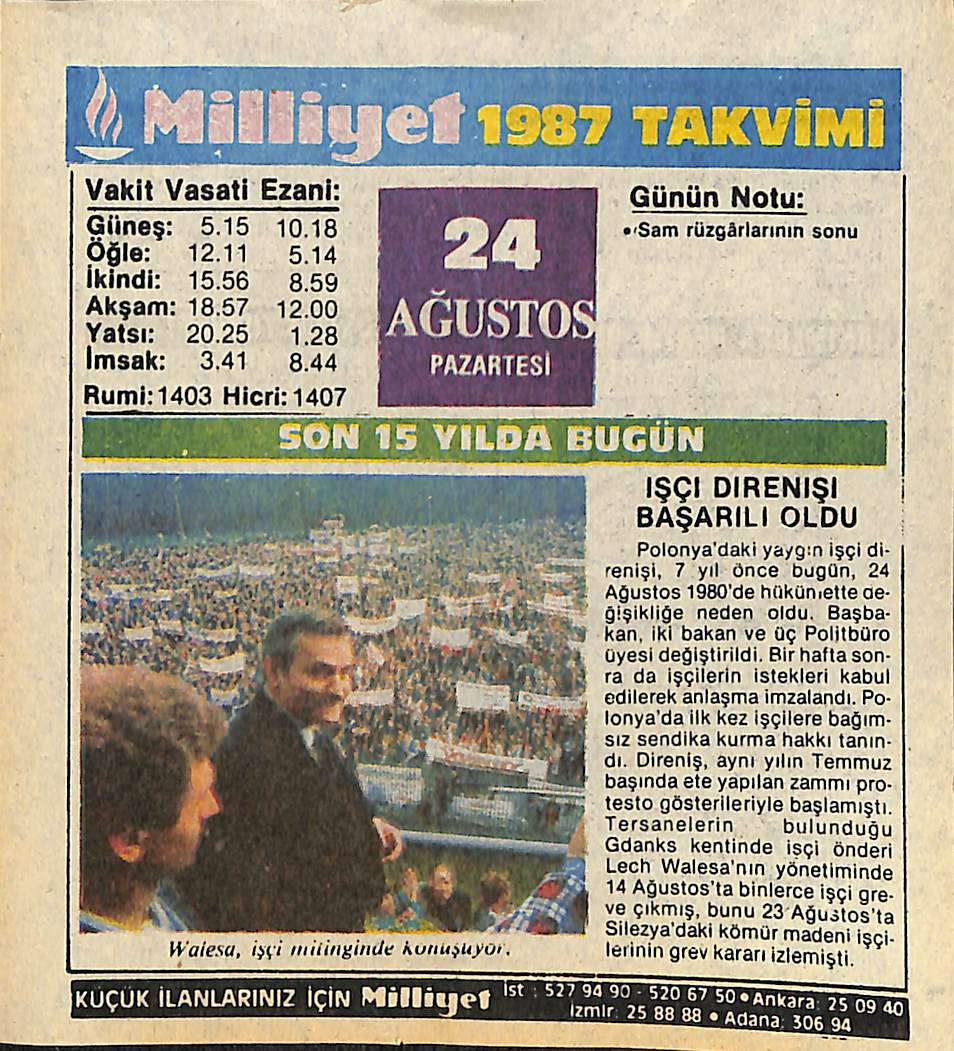 Milliyet 1987 TAKVİMİ
Vakit Vasati Ezani:
Güneş: 5.15 10.18
Öğle: 12.11 5.14
İkindi: 15.56 8.59
Akşam: 18.57 12.00
Yatsı: 20.25 1.28
İmsak: 3.41 8.44
Rumi: 1403 Hicri: 1407
24
AĞUSTOS
PAZARTESİ
Günün Notu:
• Sam rüzgârlarının sonu
SON 15 YILDA BUGÜN
IŞÇI DIRENIŞI
BAŞARILI OLDU
Polonya'daki yaygın işçi di-
renişi, 7 yıl önce bugün, 24
Ağustos 1980'de hükümette de-
ğişikliğe neden oldu. Başba-
kan, iki bakan ve üç Politbüro
üyesi değiştirildi. Bir hafta son-
ra da işçilerin istekleri kabul
edilerek anlaşma imzalandı. Po-
lonya'da ilk kez işçilere bağım-
sız sendika kurma hakkı tanın-
dı. Direniş, aynı yılın Temmuz
başında ete yapılan zammı pro-
testo gösterileriyle başlamıştı.
Tersanelerin bulunduğu
Gdanks kentinde işçi önderi
Lech Walesa'nın yönetiminde
14 Ağustos'ta binlerce işçi gre-
ve çıkmış, bunu 23 Ağustos'ta
Silezya'daki kömür madeni işçi-
lerinin grev kararı izlemişti.
Walesa, işçi mitinginde konuşuyor.
KÜÇÜK İLANLARINIZ İÇİN Milliyet
İst : 527 94 90 - 520 67 50 • Ankara: 25 09 40
İzmir: 25 88 88 • Adana: 306 94